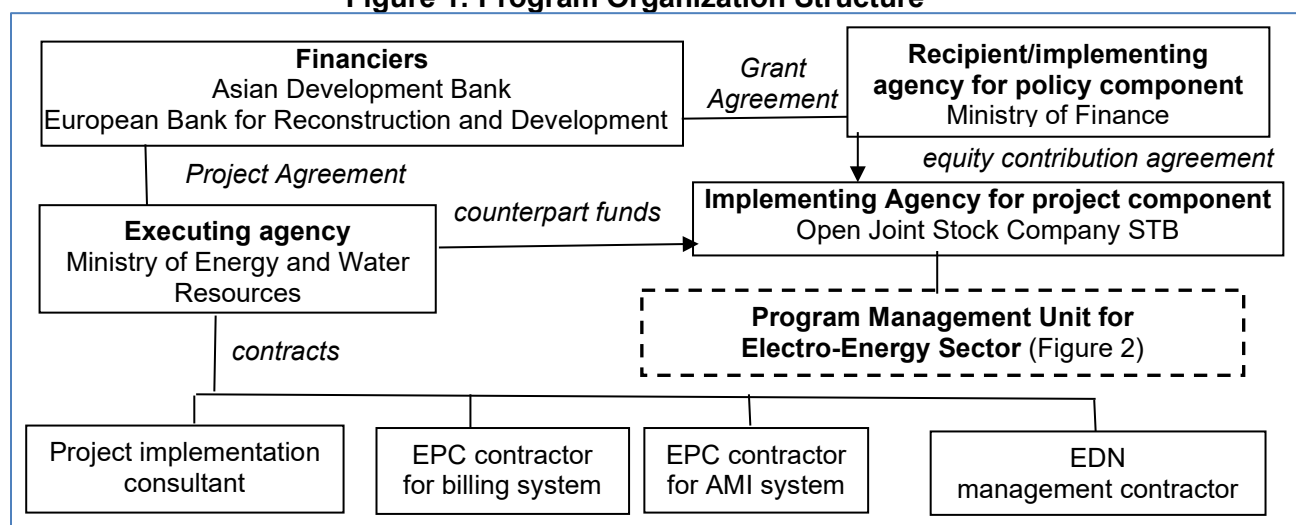 Figure 1: Program Organization Structure
Financiers
Asian Development Bank
European Bank for Reconstruction and Development
Grant
Agreement
Recipient/implementing
agency for policy component
Ministry of Finance
Project Agreement
equity contribution agreement
Executing agency
Ministry of Energy and Water
Resources
counterpart funds
Implementing Agency for project component
Open Joint Stock Company STB
Program Management Unit for
Electro-Energy Sector (Figure 2)
contracts
Project implementation
consultant
EPC contractor
for billing system
EPC contractor
for AMI system
EDN
management contractor